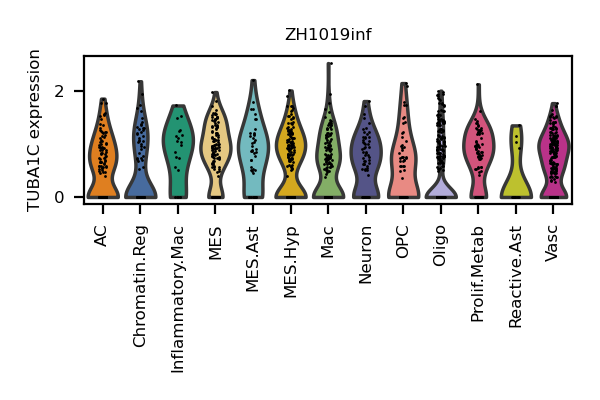 ZH1019inf
TUBA1C expression
2
0
AC
Chromatin.Reg
Inflammatory.Mac
MES
MES.Ast
MES.Hyp
Mac
Neuron
OPC
Oligo
Prolif.Metab
Reactive.Ast
Vasc